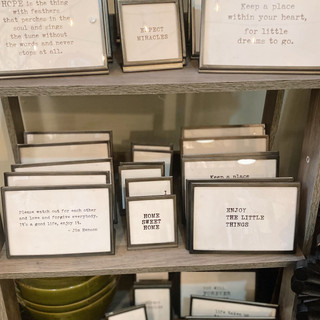 HOPE is the thing
with feathers
that perches in the
soul and sings
the tune without
the words and never
stops at all.
EXPECT
MIRACLES
Keep a place
within your heart,
for little
dreams to go.
Please watch out for each other
and love and forgive everybody.
It's a good life, enjoy it.
- Jim Henson
HOME
SWEET
HOME
Keep a place
ENJOY
THE LITTLE
THINGS